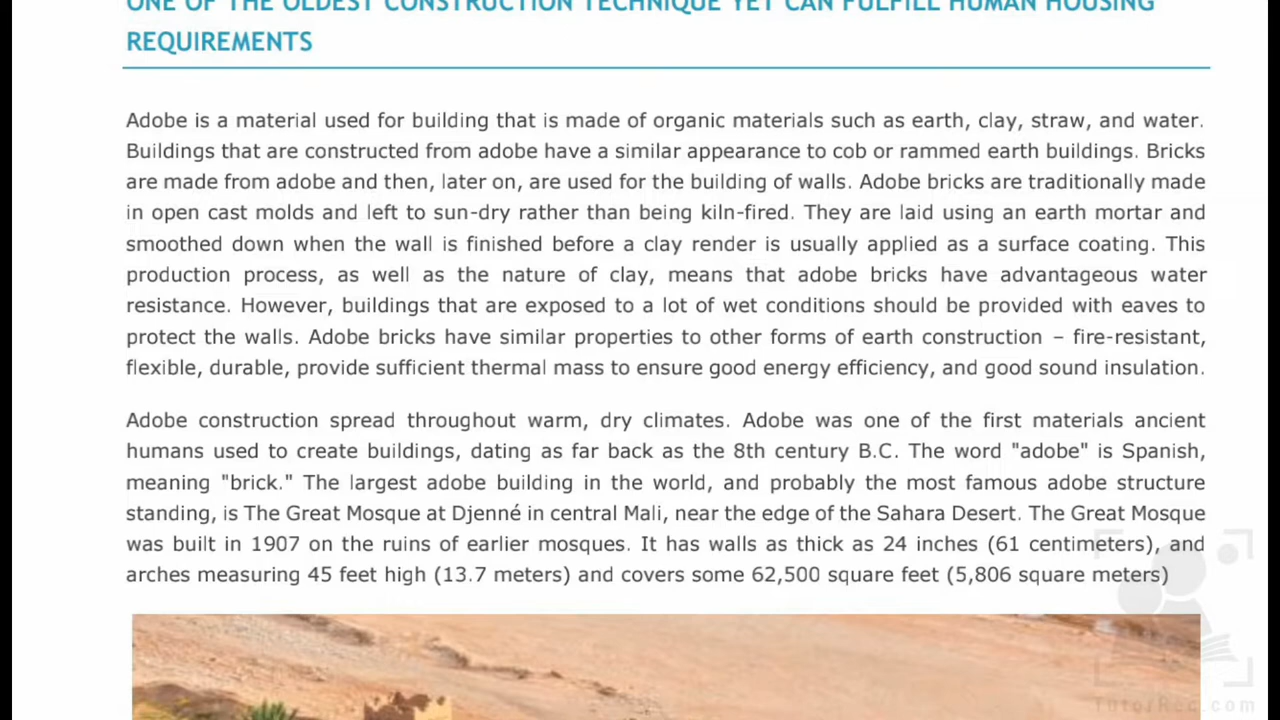 ONE OF THE OLDEST CONSTRUCTION TECHNIQUE YET CAN FULFILL HUMAN HOUSING
REQUIREMENTS
Adobe is a material used for building that is made of organic materials such as earth, clay, straw, and water.
Buildings that are constructed from adobe have a similar appearance to cob or rammed earth buildings. Bricks
are made from adobe and then, later on, are used for the building of walls. Adobe bricks are traditionally made
in open cast molds and left to sun-dry rather than being kiln-fired. They are laid using an earth mortar and
smoothed down when the wall is finished before a clay render is usually applied as a surface coating. This
production process, as well as the nature of clay, means that adobe bricks have advantageous water
resistance. However, buildings that are exposed to a lot of wet conditions should be provided with eaves to
protect the walls. Adobe bricks have similar properties to other forms of earth construction – fire-resistant,
flexible, durable, provide sufficient thermal mass to ensure good energy efficiency, and good sound insulation.
Adobe construction spread throughout warm, dry climates. Adobe was one of the first materials ancient
humans used to create buildings, dating as far back as the 8th century B.C. The word "adobe" is Spanish,
meaning "brick." The largest adobe building in the world, and probably the most famous adobe structure
standing, is The Great Mosque at Djenné in central Mali, near the edge of the Sahara Desert. The Great Mosque
was built in 1907 on the ruins of earlier mosques. It has walls as thick as 24 inches (61 centimeters), and
arches measuring 45 feet high (13.7 meters) and covers some 62,500 square feet (5,806 square meters)
TutorRec.com